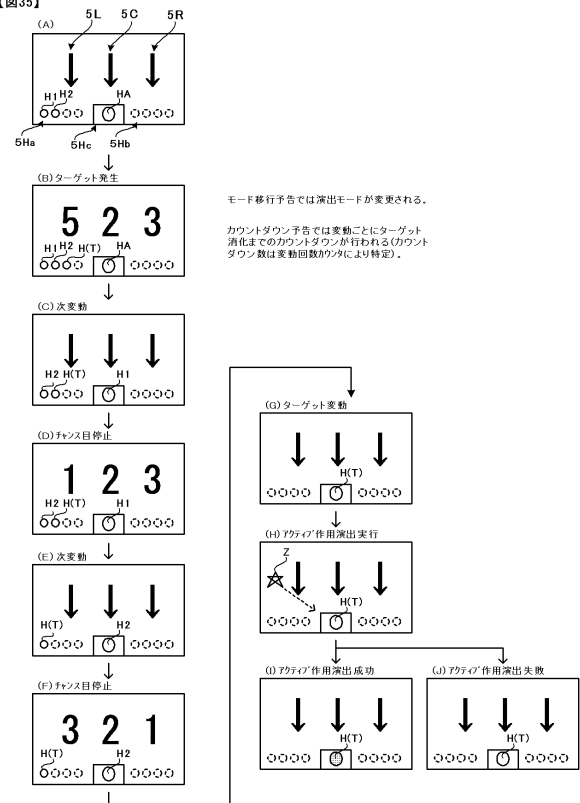 【図35】
(A)
5L 5C 5R
H1 H2 HA
5Ha 5Hc 5Hb
(B)ターゲット発生
5 2 3
H1 H2 H(T) HA
モード移行予告では演出モードが変更される。
カウントダウン予告では変動ごとにターゲット
消化までのカウントダウンが行われる(カウント
ダウン数は変動回数カウンタにより特定)。
(C)次変動
H2 H(T) H1
(D)チャンス目停止
1 2 3
H2 H(T) H1
(E)次変動
H(T) H2
(F)チャンス目停止
3 2 1
H(T) H2
(G)ターゲット変動
H(T)
(H)アクティブ作用演出実行
Z
H(T)
(I)アクティブ作用演出成功
H(T)
(J)アクティブ作用演出失敗
H(T)